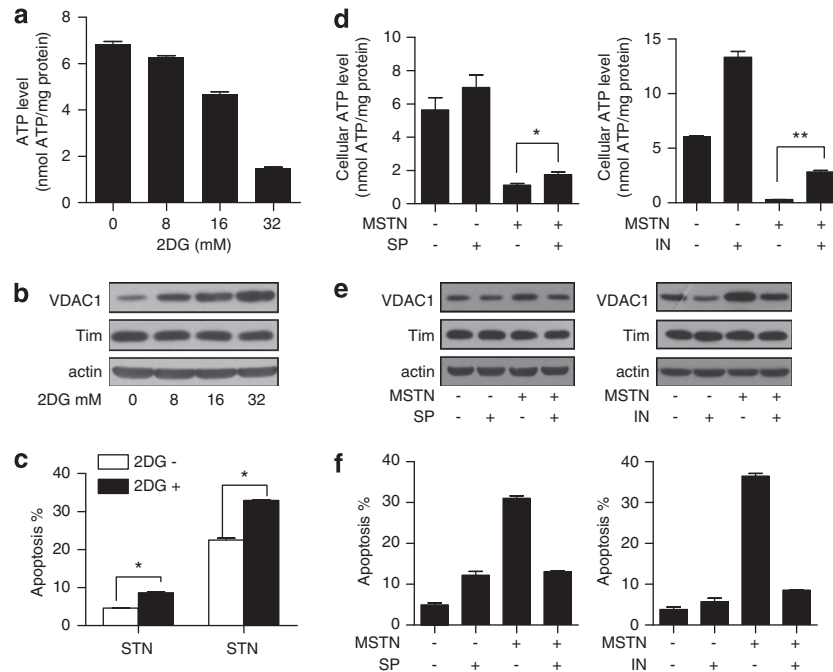 a
ATP level
(nmol ATP/mg protein)
8
6
4
2
0
0 8 16 32
2DG (mM)
b
VDAC1
Tim
actin
2DG mM 0 8 16 32
c
Apoptosis %
40
30
20
10
0
2DG -
2DG +
*
*
STN STN
d
Cellular ATP level
(nmol ATP/mg protein)
10
8
6
4
2
0
*
MSTN - - + +
SP - + - +
Cellular ATP level
(nmol ATP/mg protein)
15
10
5
0
**
MSTN - - + +
IN - + - +
e
VDAC1
Tim
actin
MSTN - - + +
SP - + - +
VDAC1
Tim
actin
MSTN - - + +
IN - + - +
f
Apoptosis %
40
30
20
10
0
MSTN - - + +
SP - + - +
Apoptosis %
40
30
20
10
0
MSTN - - + +
IN - + - +